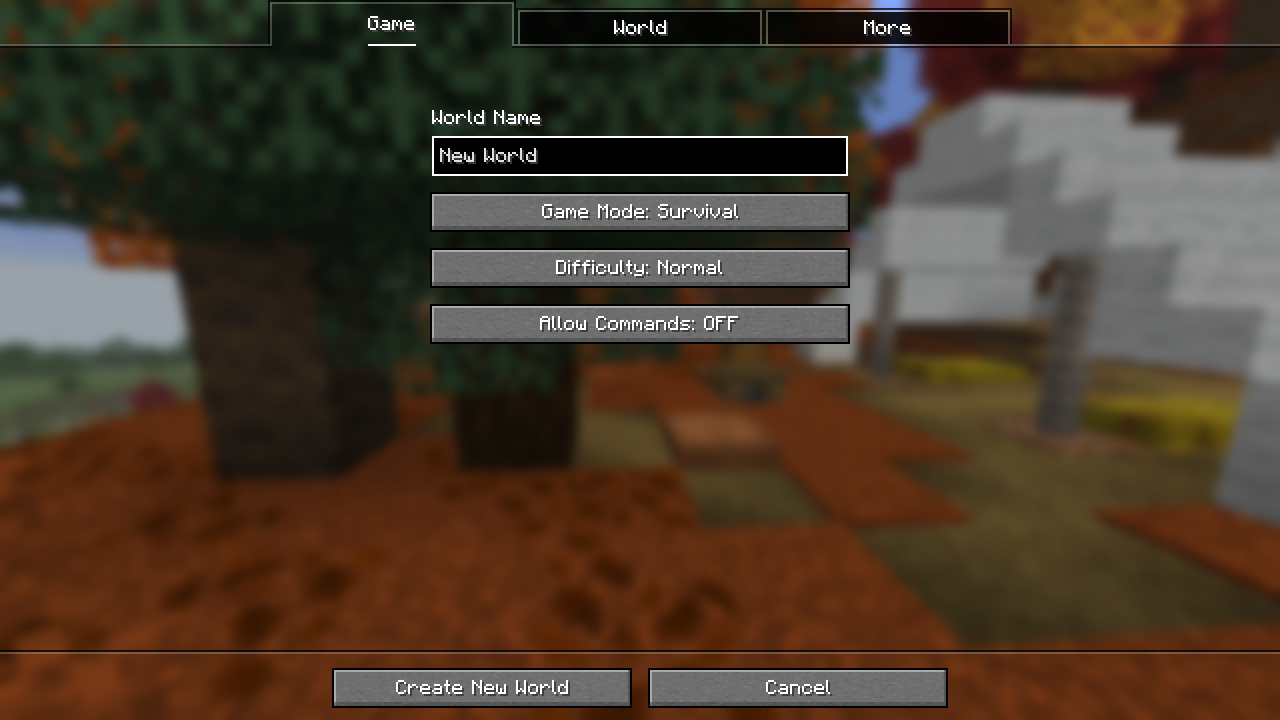 Game
World
More
World Name
New World
Game Mode: Survival
Difficulty: Normal
Allow Commands: OFF
Create New World
Cancel